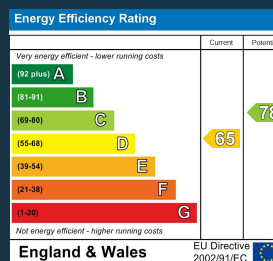 Energy Efficiency Rating
Current
Very energy efficient - lower running costs
(92 plus) A
(81-91) B
(69-80) C
(55-68) D
(39-54) E
(21-38) F
(1-20) G
65
Not energy efficient - higher running costs
England & Wales
EU Directive
2002/91/EC